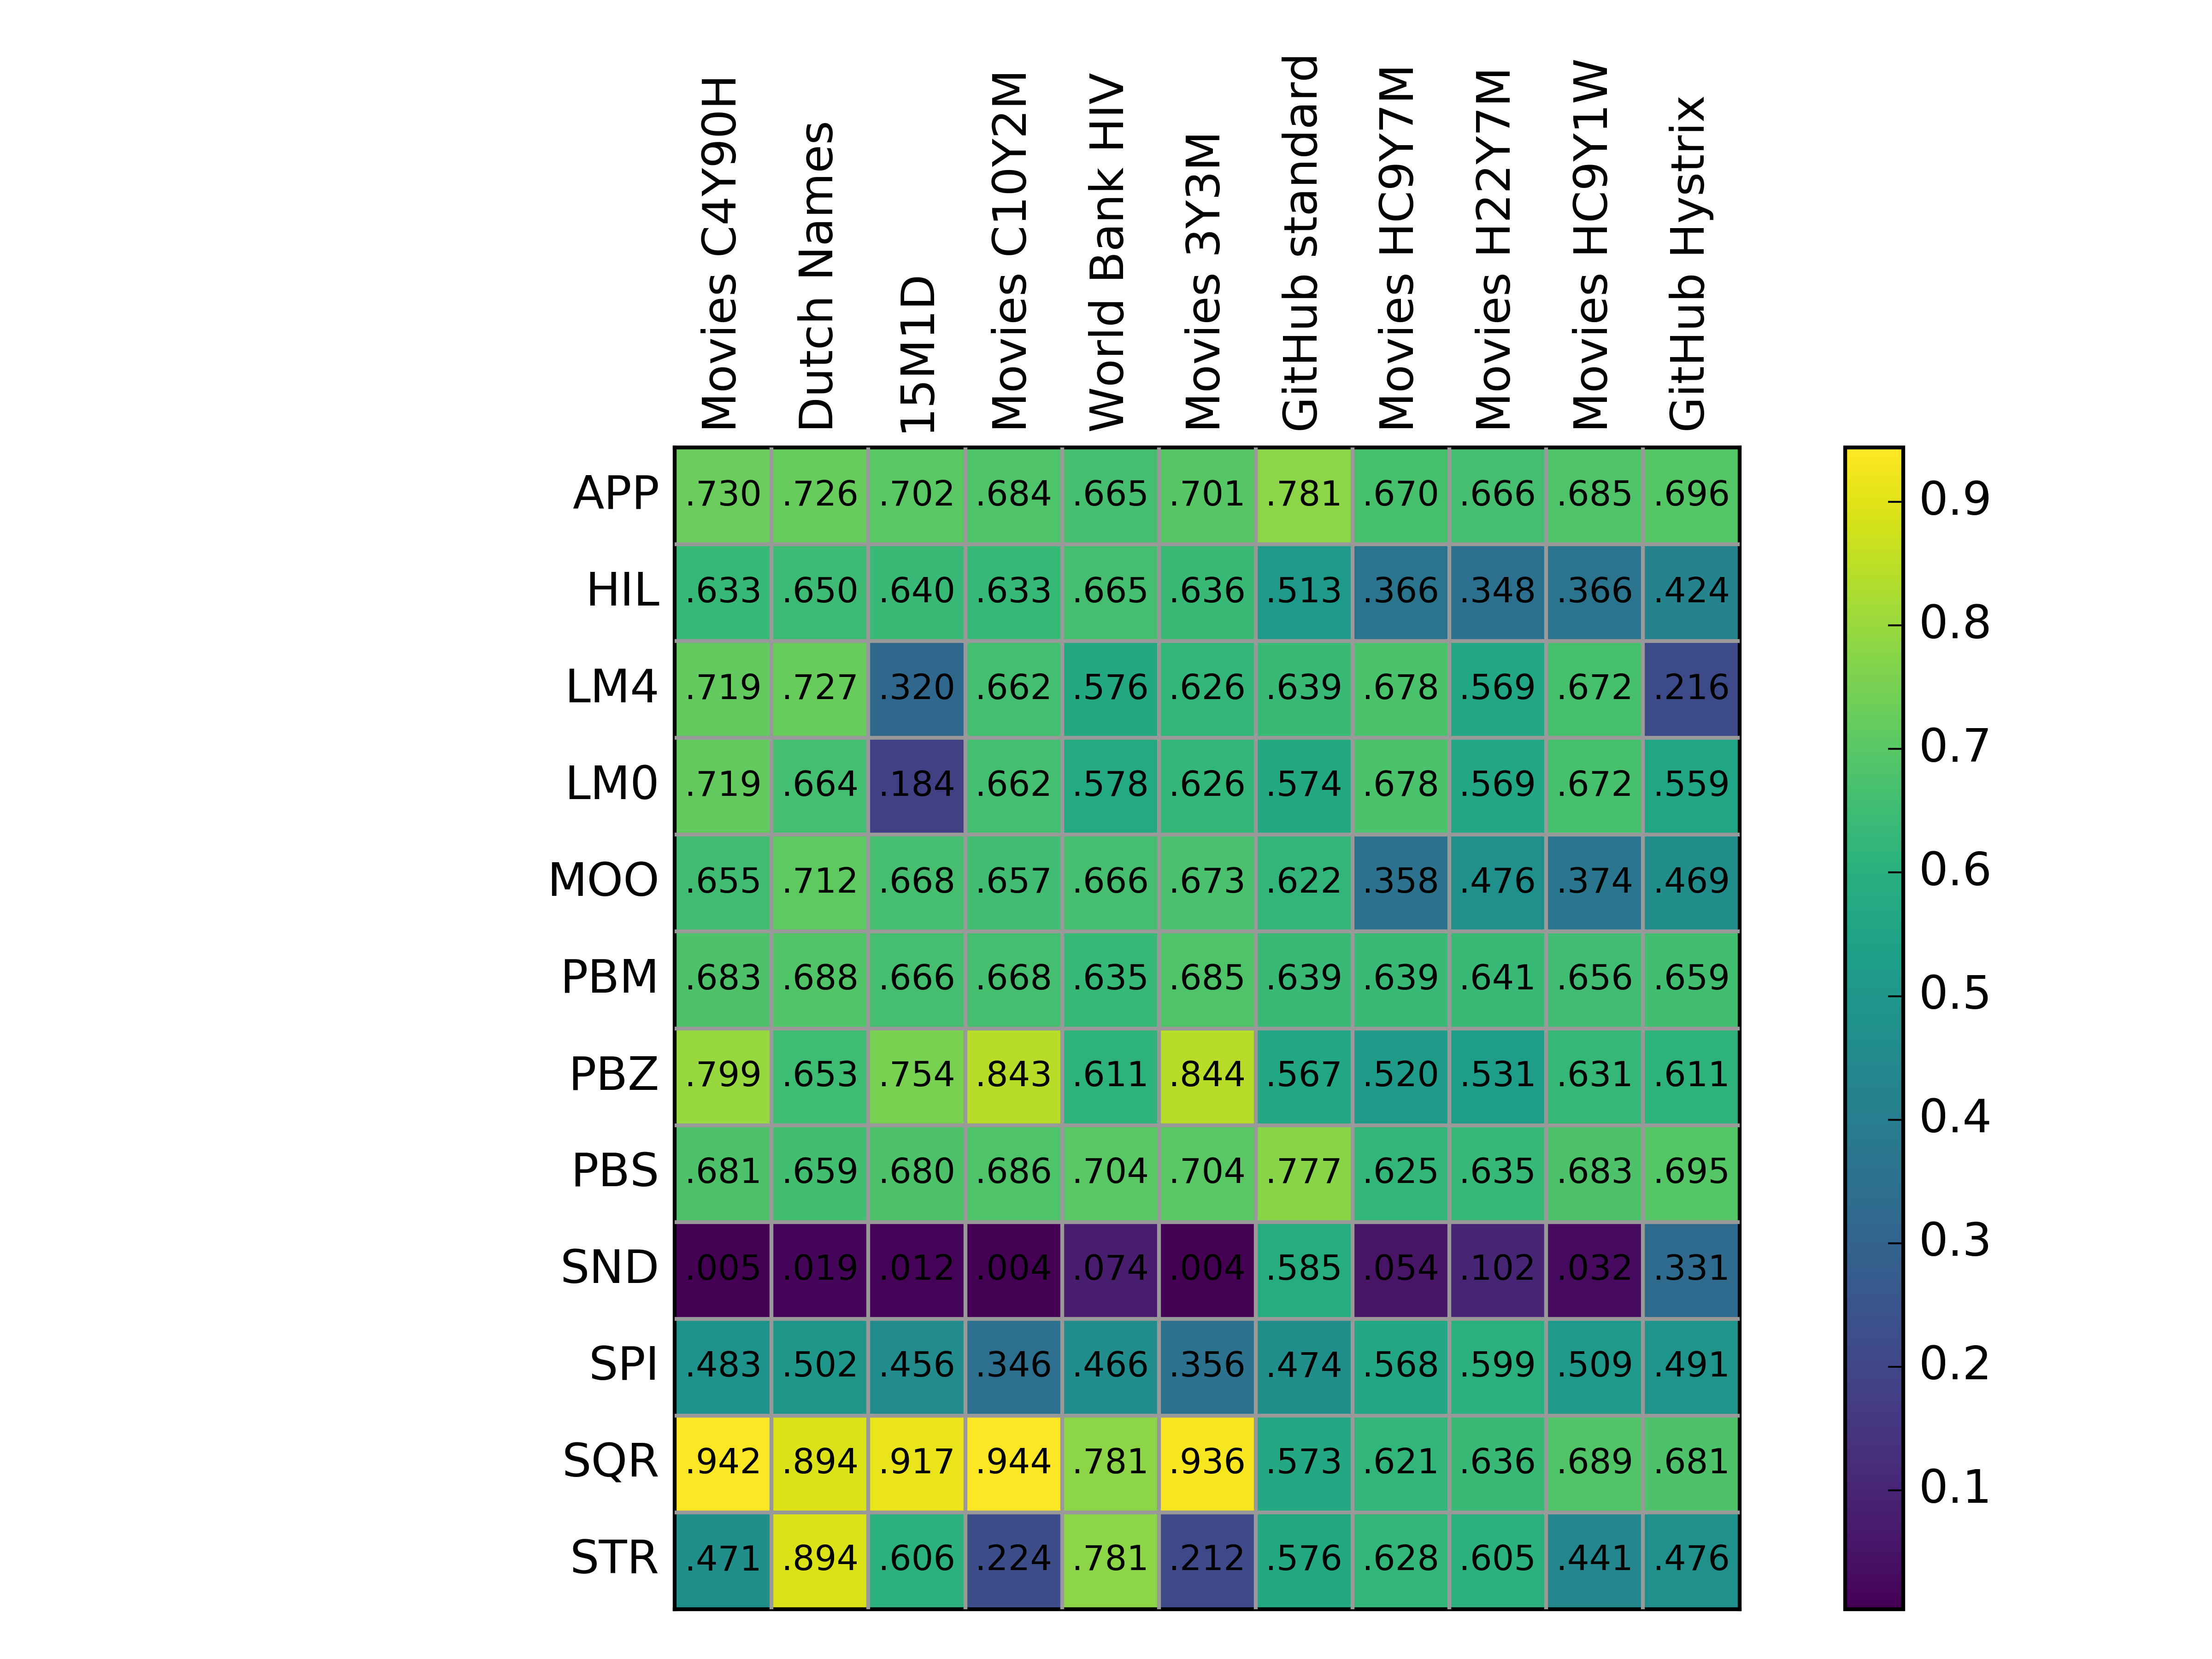 Movies C4Y90H
Dutch Names
15M1D
Movies C10Y2M
World Bank HIV
Movies 3Y3M
GitHub standard
Movies HC9Y7M
Movies H22Y7M
Movies HC9Y1W
GitHub Hystrix
APP .730 .726 .702 .684 .665 .701 .781 .670 .666 .685 .696
HIL .633 .650 .640 .633 .665 .636 .513 .366 .348 .366 .424
LM4 .719 .727 .320 .662 .576 .626 .639 .678 .569 .672 .216
LM0 .719 .664 .184 .662 .578 .626 .574 .678 .569 .672 .559
MOO .655 .712 .668 .657 .666 .673 .622 .358 .476 .374 .469
PBM .683 .688 .666 .668 .635 .685 .639 .639 .641 .656 .659
PBZ .799 .653 .754 .843 .611 .844 .567 .520 .531 .631 .611
PBS .681 .659 .680 .686 .704 .704 .777 .625 .635 .683 .695
SND .005 .019 .012 .004 .074 .004 .585 .054 .102 .032 .331
SPI .483 .502 .456 .346 .466 .356 .474 .568 .599 .509 .491
SQR .942 .894 .917 .944 .781 .936 .573 .621 .636 .689 .681
STR .471 .894 .606 .224 .781 .212 .576 .628 .605 .441 .476
0.9
0.8
0.7
0.6
0.5
0.4
0.3
0.2
0.1